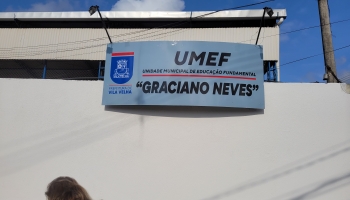 UMEF
UNIDADE MUNICIPAL DE EDUCAÇÃO FUNDAMENTAL
"GRACIANO NEVES"
VILA VELHA